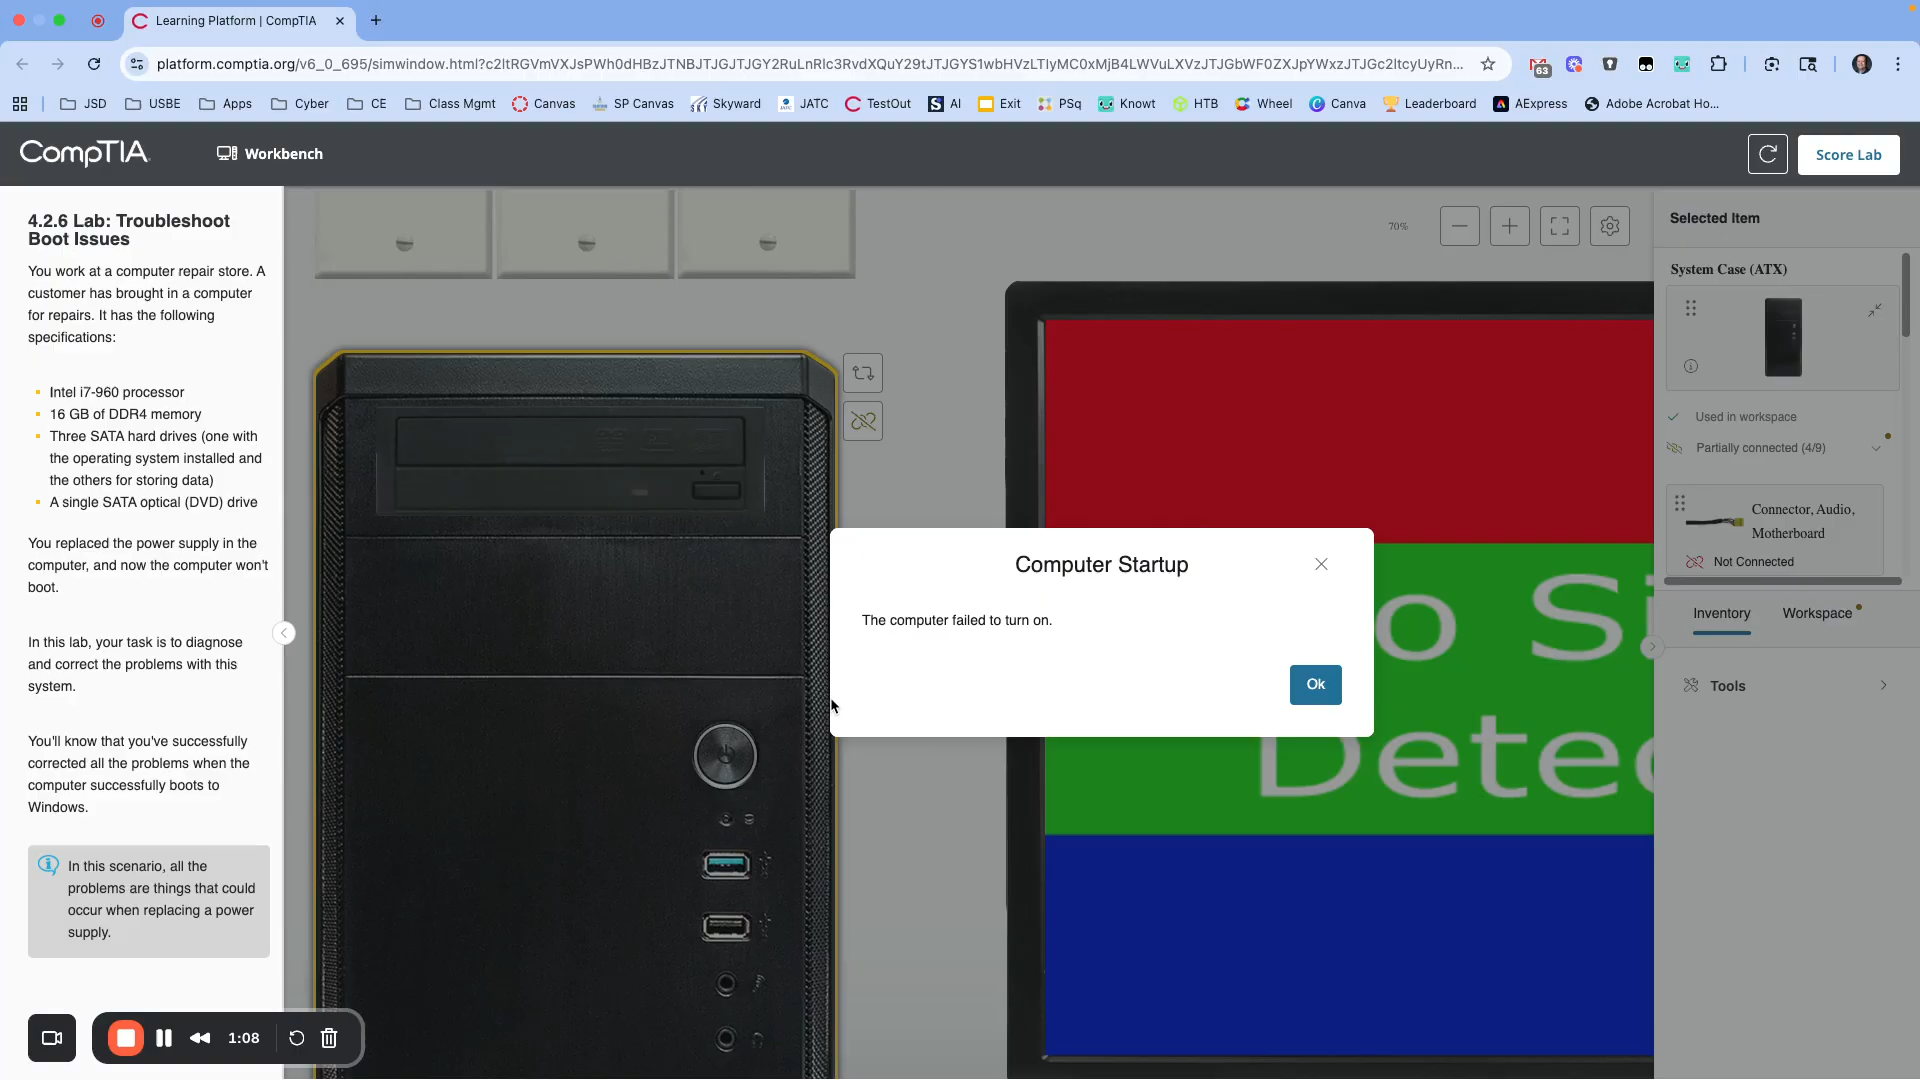 Learning Platform | CompTIA
platform.comptia.org/v6_0_695/simwindow.html?c2ltRGVmVXJsPWh0dHBzJTNBJTJGJTJGY2RuLnRlc3RvdXQuY29tJTJGYS1wbHVzLTIyMC0xMjB4LWVuLXVzJTJGbWF0ZXJpYWxzJTJGc2ltcyUyRn...
63
JSD
USBE
Apps
Cyber
CE
Class Mgmt
Canvas
SP Canvas
Skyward
JATC
TestOut
AI
Exit
PSq
Knowt
HTB
Wheel
Canva
Leaderboard
AExpress
Adobe Acrobat Ho...
CompTIA.
Workbench
Score Lab
4.2.6 Lab: Troubleshoot
Boot Issues
You work at a computer repair store. A
customer has brought in a computer
for repairs. It has the following
specifications:
Intel i7-960 processor
16 GB of DDR4 memory
Three SATA hard drives (one with
the operating system installed and
the others for storing data)
A single SATA optical (DVD) drive
You replaced the power supply in the
computer, and now the computer won't
boot.
In this lab, your task is to diagnose
and correct the problems with this
system.
You'll know that you've successfully
corrected all the problems when the
computer successfully boots to
Windows.
In this scenario, all the
problems are things that could
occur when replacing a power
supply.
1:08
70%
o Si
Detec
Computer Startup
The computer failed to turn on.
Ok
Selected Item
System Case (ATX)
Used in workspace
Partially connected (4/9)
Connector, Audio,
Motherboard
Not Connected
Inventory
Workspace
Tools